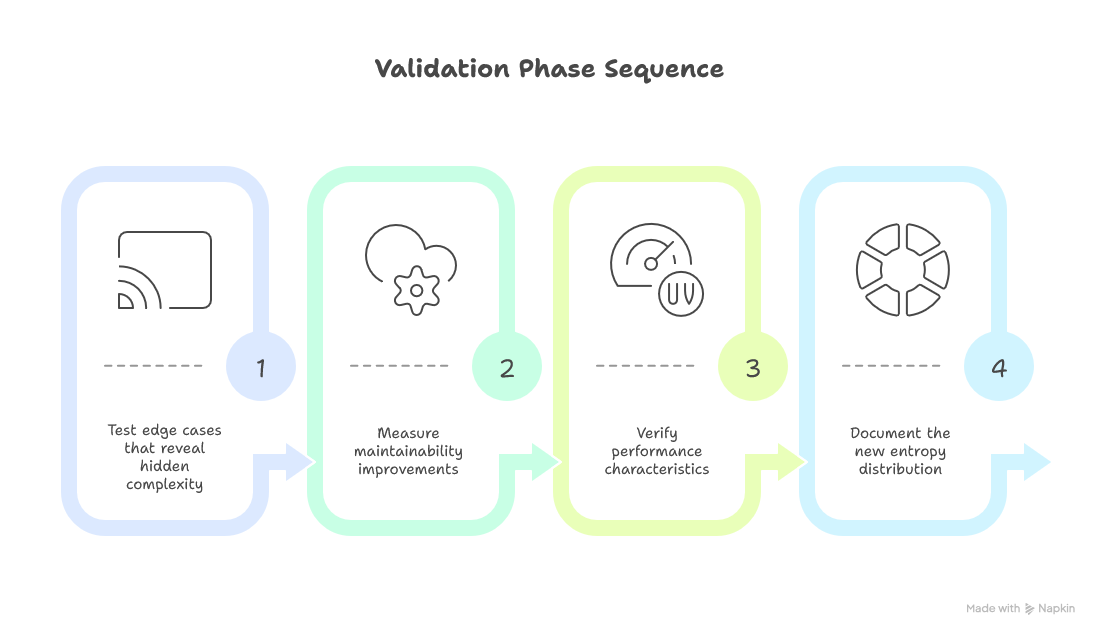 Validation Phase Sequence
UV
1
2
3
4
Test edge cases
that reveal
hidden
complexity
Measure
maintainability
improvements
Verify
performance
characteristics
Document the
new entropy
distribution
Made with Napkin